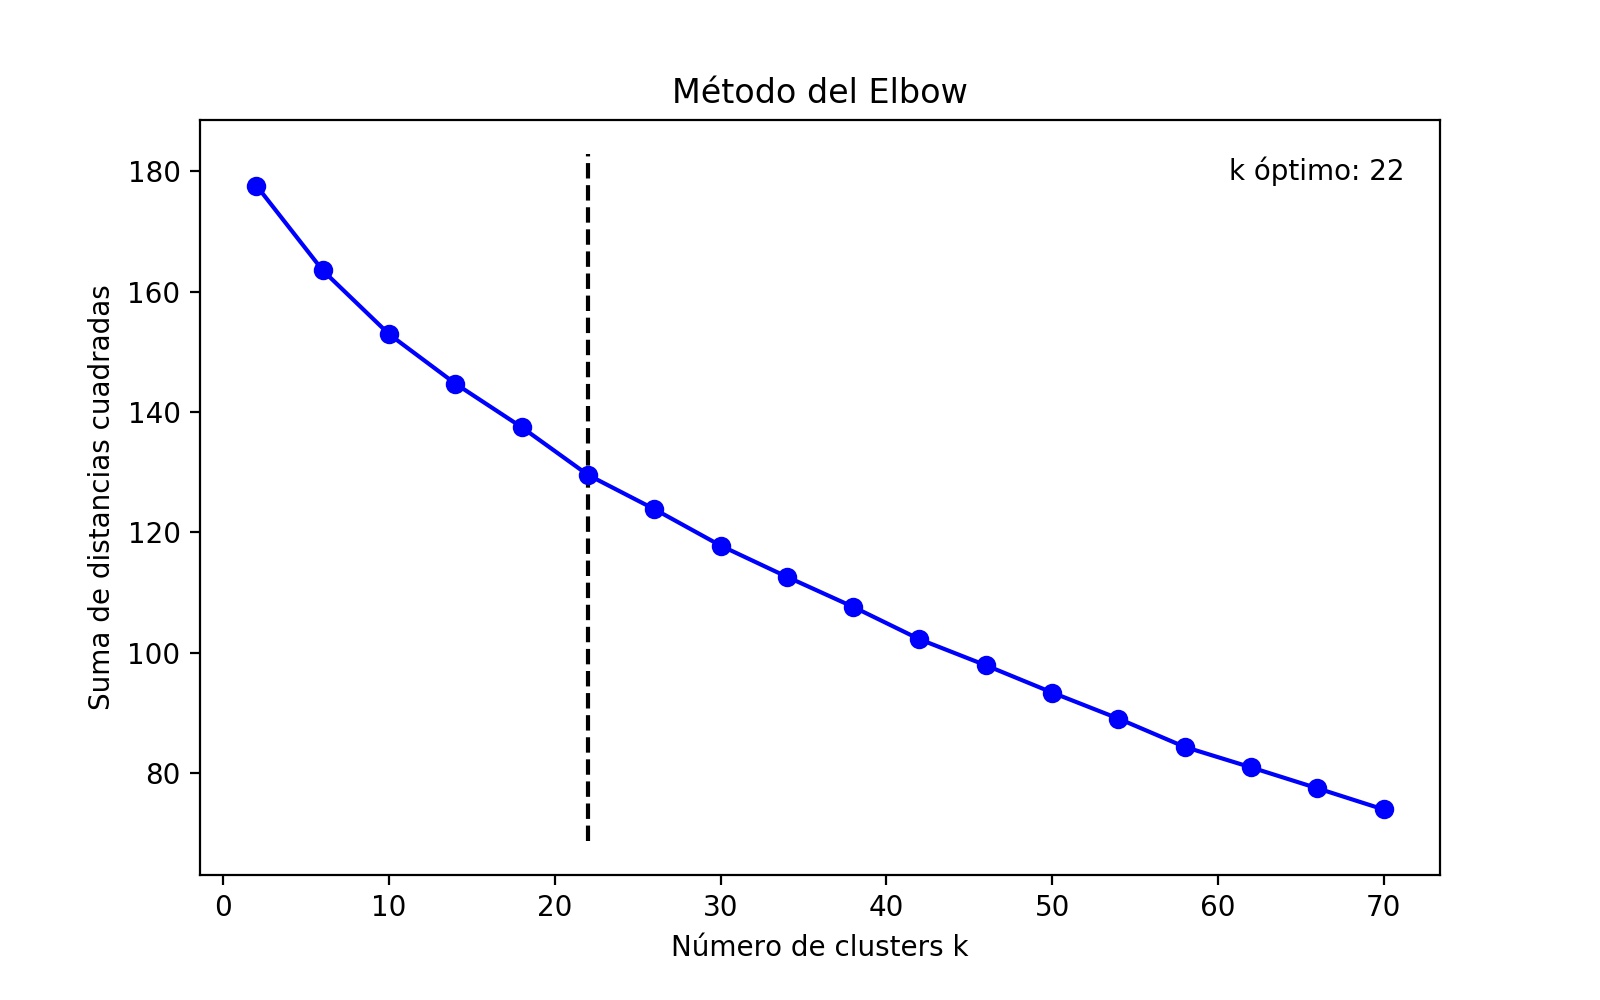 Método del Elbow
k óptimo: 22
Suma de distancias cuadradas
180
160
140
120
100
80
0 10 20 30 40 50 60 70
Número de clusters k